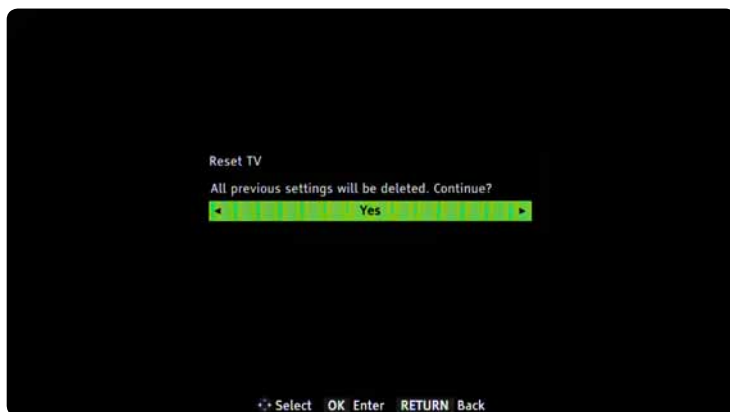 Reset TV
All previous settings will be deleted. Continue?
Yes
Select OK Enter RETURN Back